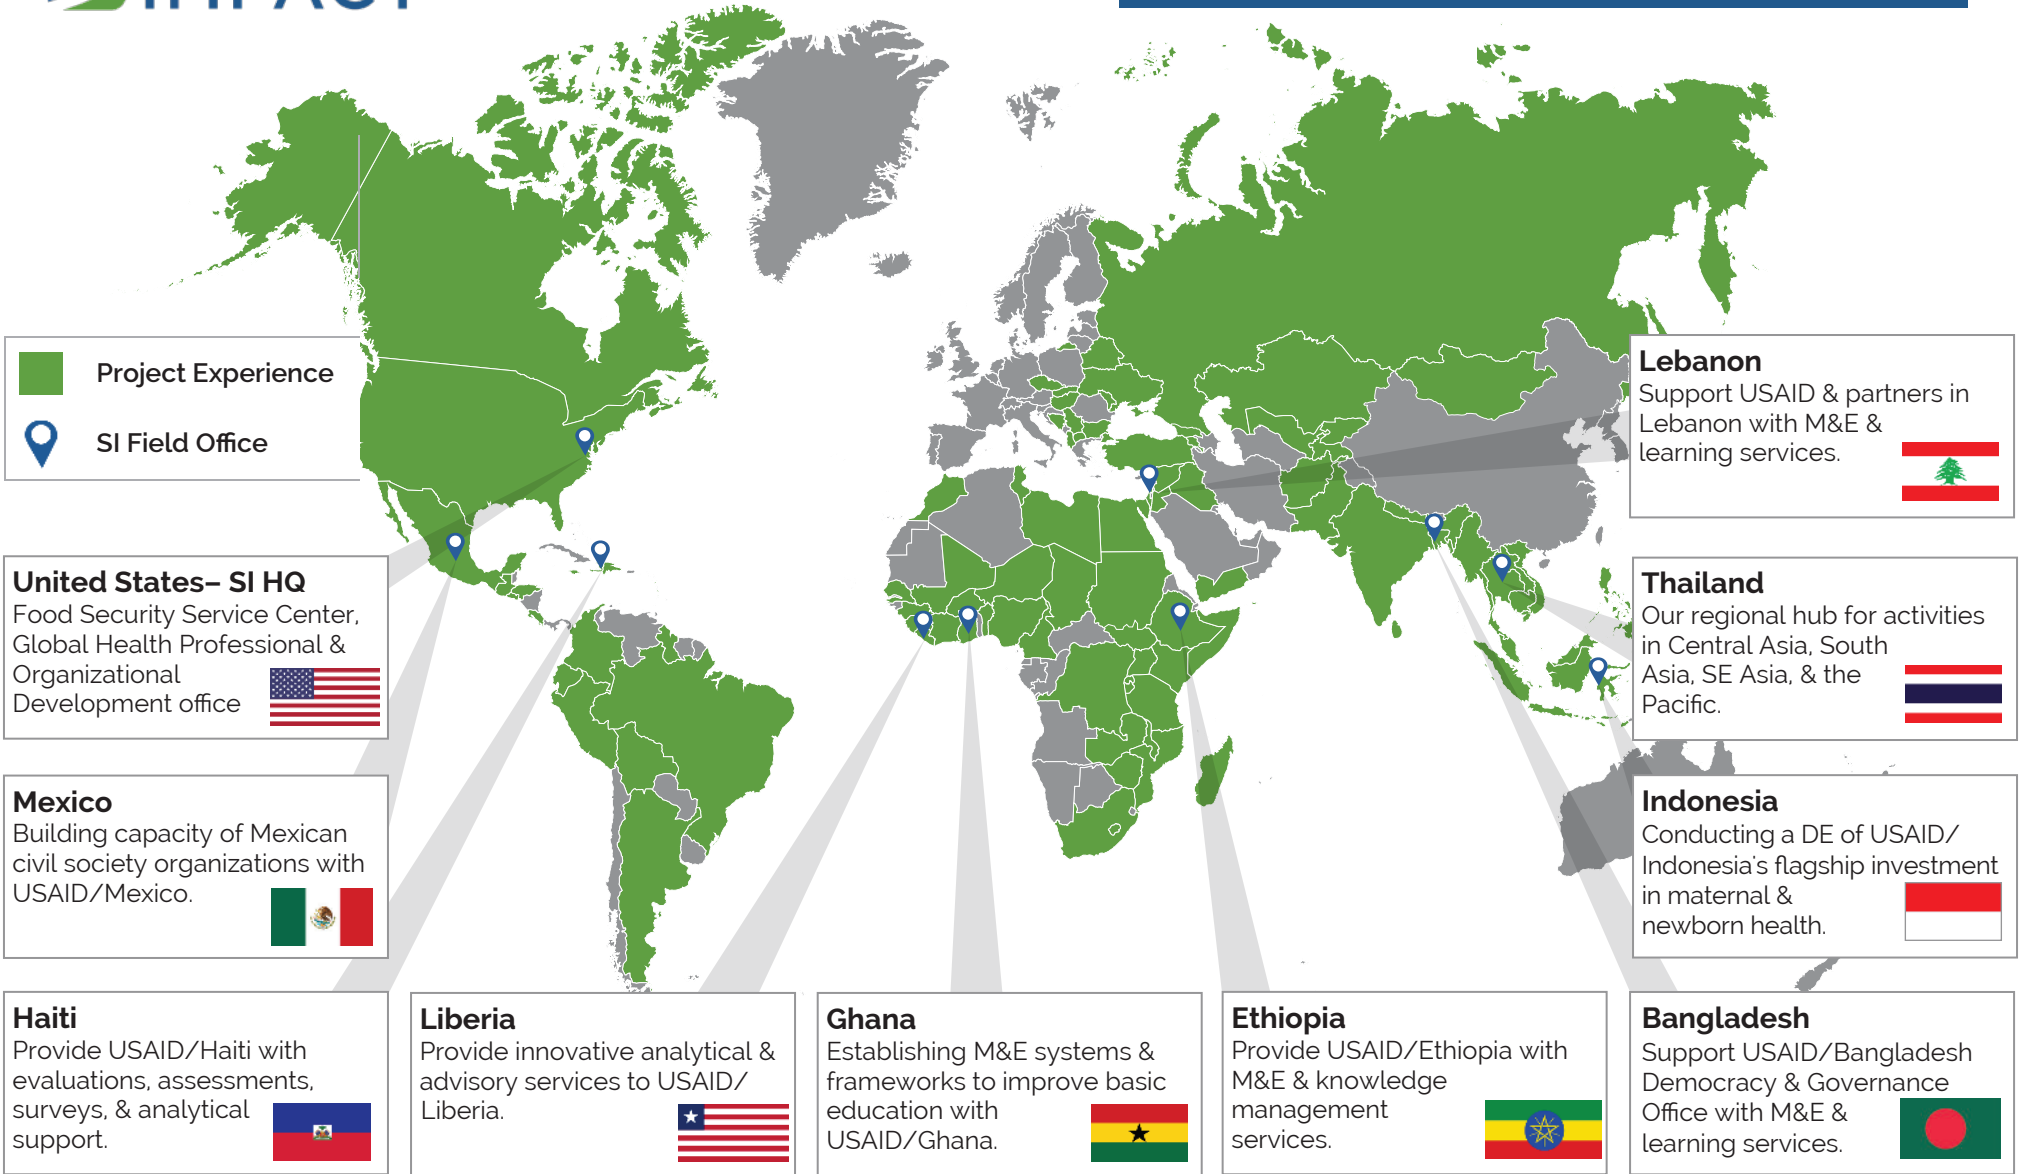 IMPACT
Project Experience
SI Field Office
United States– SI HQ
Food Security Service Center,
Global Health Professional &
Organizational
Development office
Mexico
Building capacity of Mexican
civil society organizations with
USAID/Mexico.
Haiti
Provide USAID/Haiti with
evaluations, assessments,
surveys, & analytical
support.
Liberia
Provide innovative analytical &
advisory services to USAID/
Liberia.
Ghana
Establishing M&E systems &
frameworks to improve basic
education with
USAID/Ghana.
Ethiopia
Provide USAID/Ethiopia with
M&E & knowledge
management
services.
Lebanon
Support USAID & partners in
Lebanon with M&E &
learning services.
Thailand
Our regional hub for activities
in Central Asia, South
Asia, SE Asia, & the
Pacific.
Indonesia
Conducting a DE of USAID/
Indonesia's flagship investment
in maternal &
newborn health.
Bangladesh
Support USAID/Bangladesh
Democracy & Governance
Office with M&E &
learning services.